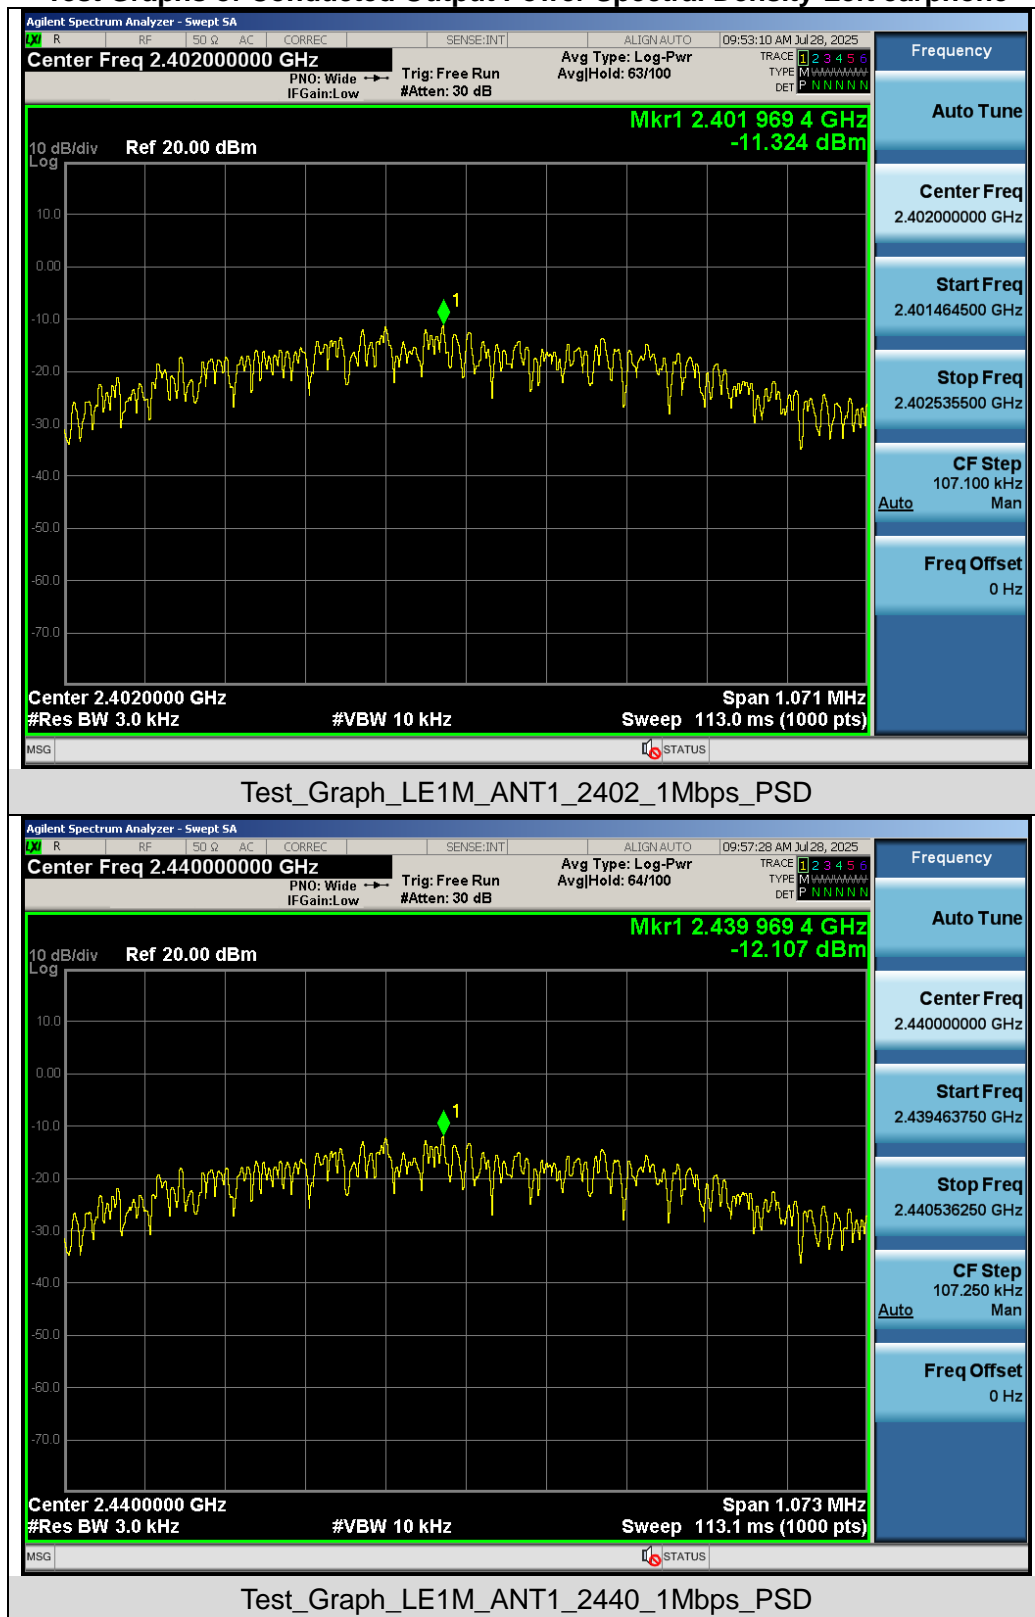 Test Graphs of Conducted Output Power Spectral Density Left earphone
Agilent Spectrum Analyzer - Swept SA
LXI R RF 50 Ω AC CORREC SENSE:INT ALIGN AUTO 09:53:10 AM Jul 28, 2025
Center Freq 2.402000000 GHz
PNO: Wide
IFGain:Low
Trig: Free Run
#Atten: 30 dB
Avg Type: Log-Pwr
Avg|Hold: 63/100
TRACE 1 2 3 4 5 6
TYPE M WWWWW
DET P N N N N N
Mkr1 2.401 969 4 GHz
-11.324 dBm
10 dB/div Ref 20.00 dBm
Log
10.0
0.00
-10.0
-20.0
-30.0
-40.0
-50.0
-60.0
-70.0
1
Center 2.4020000 GHz Span 1.071 MHz
#Res BW 3.0 kHz #VBW 10 kHz Sweep 113.0 ms (1000 pts)
MSG STATUS
Frequency
Auto Tune
Center Freq
2.402000000 GHz
Start Freq
2.401464500 GHz
Stop Freq
2.402535500 GHz
CF Step
107.100 kHz
Auto Man
Freq Offset
0 Hz
Test_Graph_LE1M_ANT1_2402_1Mbps_PSD
Agilent Spectrum Analyzer - Swept SA
LXI R RF 50 Ω AC CORREC SENSE:INT ALIGN AUTO 09:57:28 AM Jul 28, 2025
Center Freq 2.440000000 GHz
PNO: Wide
IFGain:Low
Trig: Free Run
#Atten: 30 dB
Avg Type: Log-Pwr
Avg|Hold: 64/100
TRACE 1 2 3 4 5 6
TYPE M WWWWW
DET P N N N N N
Mkr1 2.439 969 4 GHz
-12.107 dBm
10 dB/div Ref 20.00 dBm
Log
10.0
0.00
-10.0
-20.0
-30.0
-40.0
-50.0
-60.0
-70.0
1
Center 2.4400000 GHz Span 1.073 MHz
#Res BW 3.0 kHz #VBW 10 kHz Sweep 113.1 ms (1000 pts)
MSG STATUS
Frequency
Auto Tune
Center Freq
2.440000000 GHz
Start Freq
2.439463750 GHz
Stop Freq
2.440536250 GHz
CF Step
107.250 kHz
Auto Man
Freq Offset
0 Hz
Test_Graph_LE1M_ANT1_2440_1Mbps_PSD